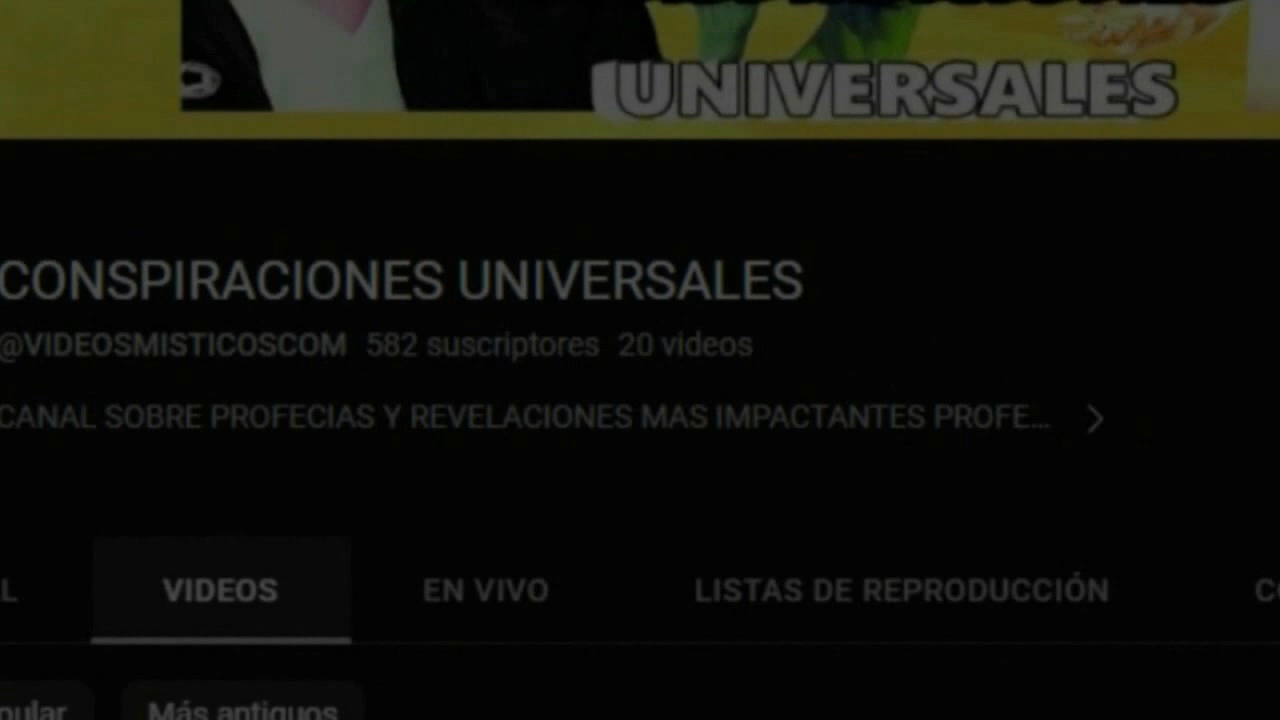 UNIVERSALES
CONSPIRACIONES UNIVERSALES
@VIDEOSMISTICOSCOM 582 suscriptores 20 videos
CANAL SOBRE PROFECIAS Y REVELACIONES MAS IMPACTANTES PROFE...
L VIDEOS EN VIVO LISTAS DE REPRODUCCIÓN
pular Más antiguos